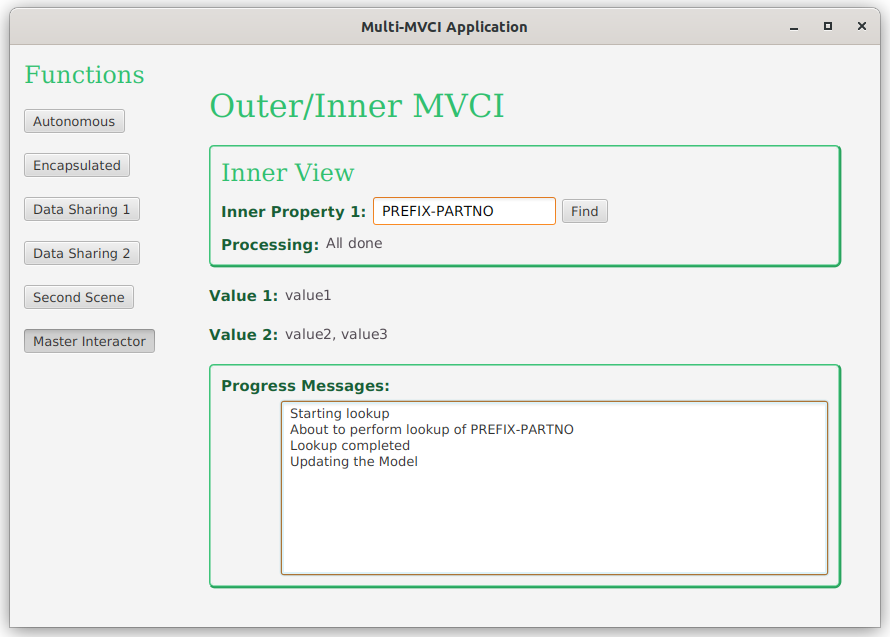 Multi-MVCI Application
Functions
Autonomous
Encapsulated
Data Sharing 1
Data Sharing 2
Second Scene
Master Interactor
Outer/Inner MVCI
Inner View
Inner Property 1: PREFIX-PARTNO Find
Processing: All done
Value 1: value1
Value 2: value2, value3
Progress Messages:
Starting lookup
About to perform lookup of PREFIX-PARTNO
Lookup completed
Updating the Model